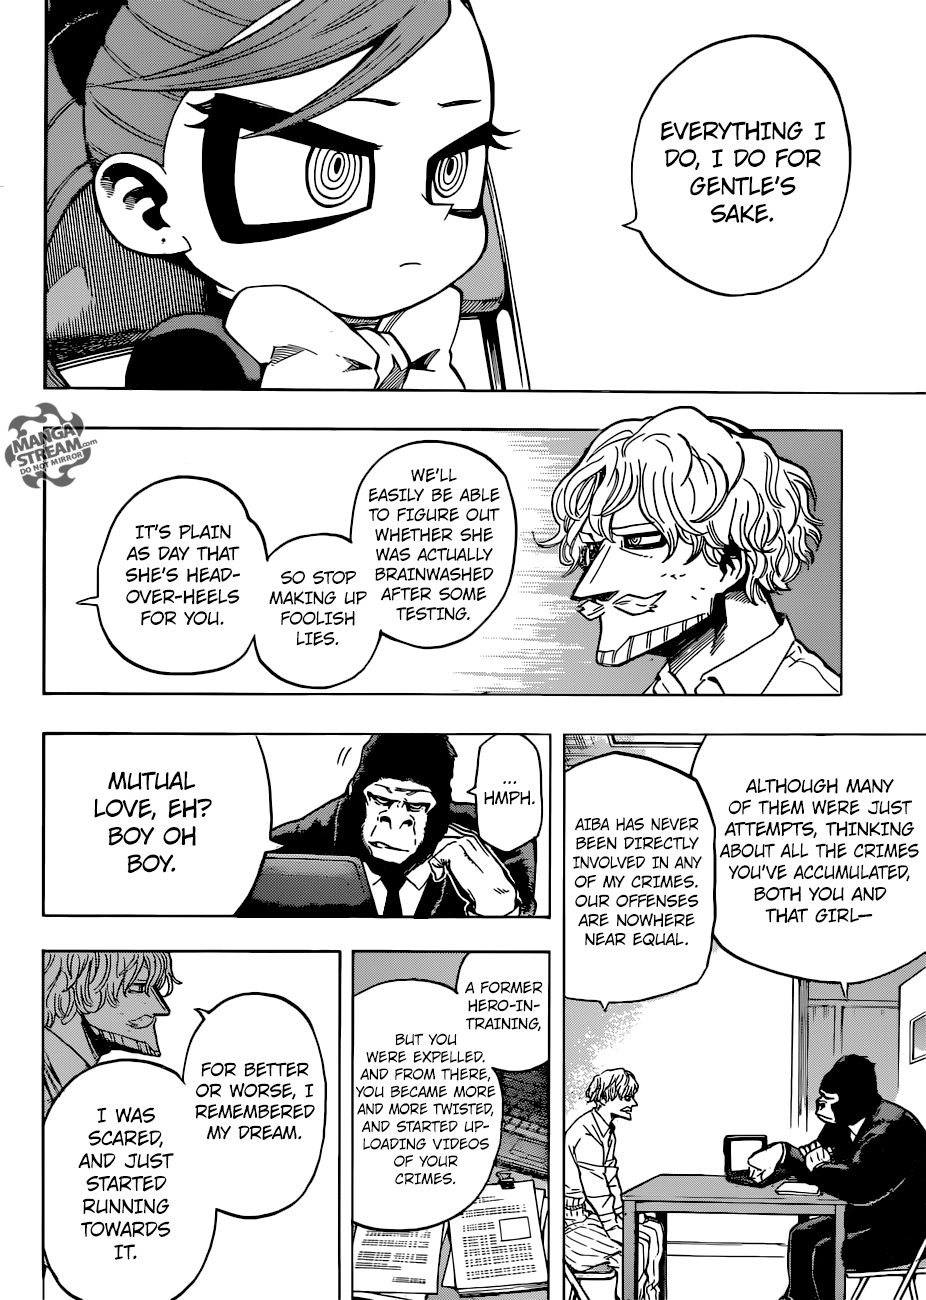 EVERYTHING I
DO, I DO FOR
GENTLE'S
SAKE.
MANGA
STREAM.com
DO NOT MIRROR
WE'LL
EASILY BE ABLE
TO FIGURE OUT
WHETHER SHE
WAS ACTUALLY
BRAINWASHED
AFTER SOME
TESTING.
SO STOP
MAKING UP
FOOLISH
LIES.
IT'S PLAIN
AS DAY THAT
SHE'S HEAD-
OVER-HEELS
FOR YOU.
...
HMPH.
MUTUAL
LOVE, EH?
BOY OH
BOY.
ALTHOUGH MANY
OF THEM WERE JUST
ATTEMPTS, THINKING
ABOUT ALL THE CRIMES
YOU'VE ACCUMULATED,
BOTH YOU AND
THAT GIRL—
AIBA HAS NEVER
BEEN DIRECTLY
INVOLVED IN ANY
OF MY CRIMES.
OUR OFFENSES
ARE NOWHERE
NEAR EQUAL.
A FORMER
HERO-IN-
TRAINING,
BUT YOU
WERE EXPELLED.
AND FROM THERE,
YOU BECAME MORE
AND MORE TWISTED,
AND STARTED UP-
LOADING VIDEOS
OF YOUR
CRIMES.
FOR BETTER
OR WORSE, I
REMEMBERED
MY DREAM.
I WAS
SCARED,
AND JUST
STARTED
RUNNING
TOWARDS
IT.